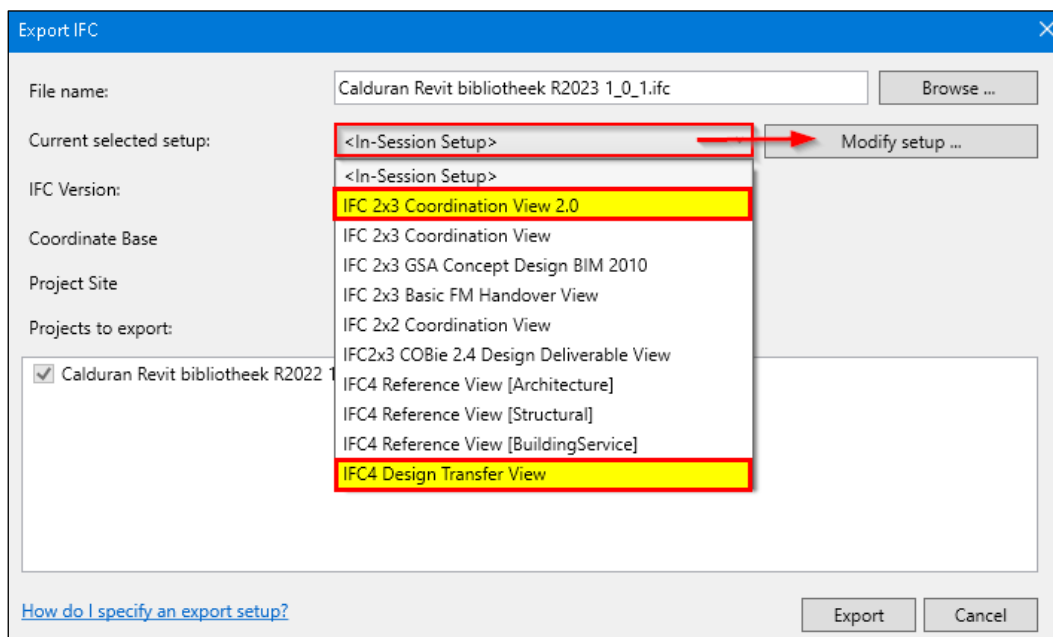 Export IFC
File name:
Calduran Revit bibliotheek R2023 1_0_1.ifc
Browse ...
Current selected setup:
<In-Session Setup>
Modify setup ...
<In-Session Setup>
IFC Version:
IFC 2x3 Coordination View 2.0
IFC 2x3 Coordination View
Coordinate Base
IFC 2x3 GSA Concept Design BIM 2010
Project Site
IFC 2x3 Basic FM Handover View
Projects to export:
IFC 2x2 Coordination View
IFC2x3 COBie 2.4 Design Deliverable View
Calduran Revit bibliotheek R2022 1
IFC4 Reference View [Architecture]
IFC4 Reference View [Structural]
IFC4 Reference View [BuildingService]
IFC4 Design Transfer View
How do I specify an export setup?
Export
Cancel